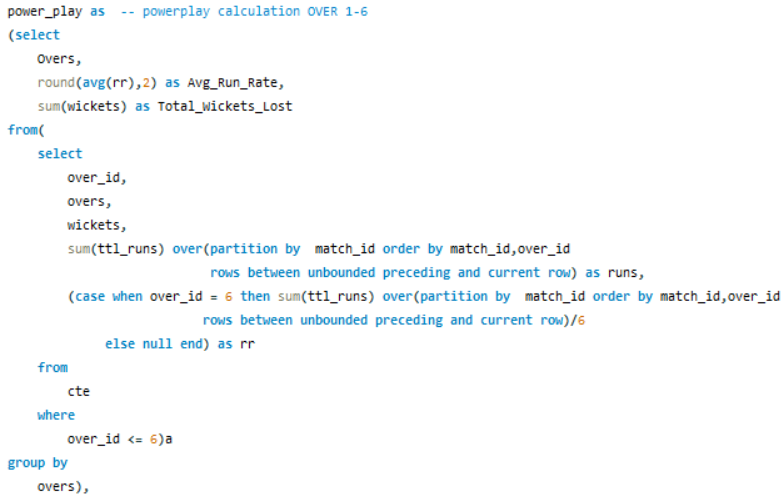 power_play as  -- powerplay calculation OVER 1-6
(select
    Overs,
    round(avg(rr),2) as Avg_Run_Rate,
    sum(wickets) as Total_Wickets_Lost
from(
    select
        over_id,
        overs,
        wickets,
        sum(ttl_runs) over(partition by  match_id order by match_id,over_id
                           rows between unbounded preceding and current row) as runs,
        (case when over_id = 6 then sum(ttl_runs) over(partition by  match_id order by match_id,over_id
                          rows between unbounded preceding and current row)/6
             else null end) as rr
    from
        cte
    where
        over_id <= 6)a
group by
    overs),